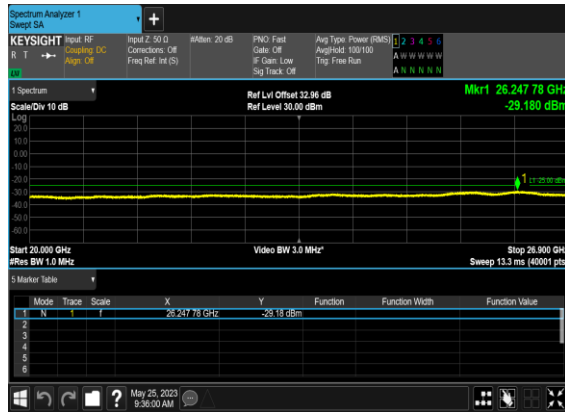 Spectrum Analyzer 1
Swept SA
+
KEYSIGHT
R T
Input: RF
Coupling: DC
Align: Off
Input Z: 50 Ω
Corrections: Off
Freq Ref: Int (S)
#Atten: 20 dB
PNO: Fast
Gate: Off
IF Gain: Low
Sig Track: Off
Avg Type: Power (RMS)
Avg|Hold: 100/100
Trig: Free Run
1 2 3 4 5 6
A W W W W W
A N N N N N
1 Spectrum
Scale/Div 10 dB
Ref Lvl Offset 32.96 dB
Ref Level 30.00 dBm
Mkr1 26.247 78 GHz
-29.180 dBm
Log
20.0
10.0
0.00
-10.0
-20.0
-30.0
-40.0
-50.0
-60.0
1 L1 -25.00 dBm
Start 20.000 GHz
#Res BW 1.0 MHz
Video BW 3.0 MHz*
Stop 26.900 GHz
Sweep 13.3 ms (40001 pts)
5 Marker Table
Mode Trace Scale X Y Function Function Width Function Value
1 N 1 f 26.247 78 GHz -29.18 dBm
2
3
4
5
6
?
May 25, 2023
9:36:00 AM